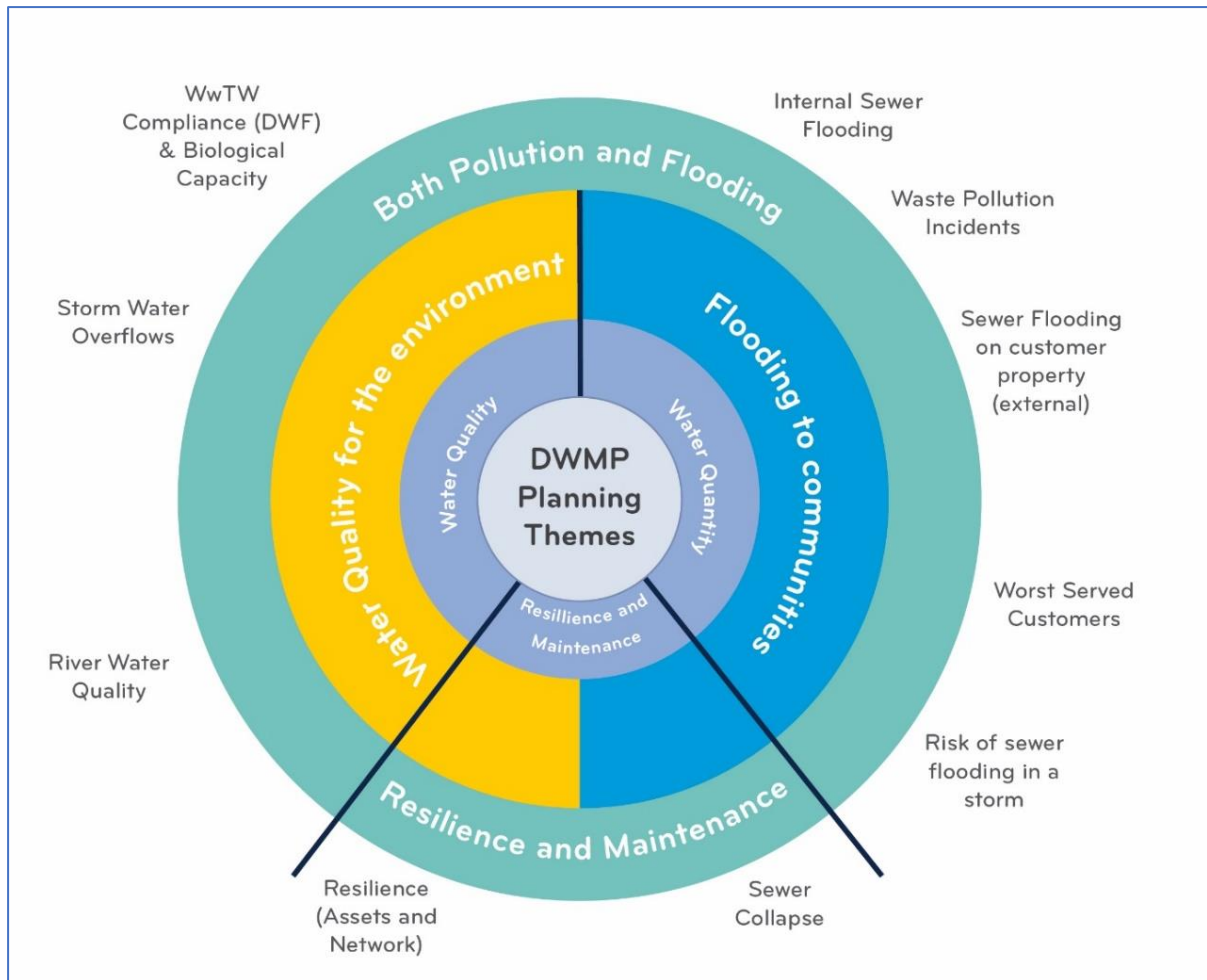 WwTW
Compliance (DWF)
& Biological
Capacity
Internal Sewer
Flooding
Both Pollution and Flooding
Waste Pollution
Incidents
Storm Water
Overflows
Sewer Flooding
on customer
property
(external)
Water Quality for the environment
Flooding to communities
Water Quality
Water Quantity
DWMP
Planning
Themes
Resillience and
Maintenance
Worst Served
Customers
River Water
Quality
Risk of sewer
flooding in a
storm
Resilience and Maintenance
Resilience
(Assets and
Network)
Sewer
Collapse